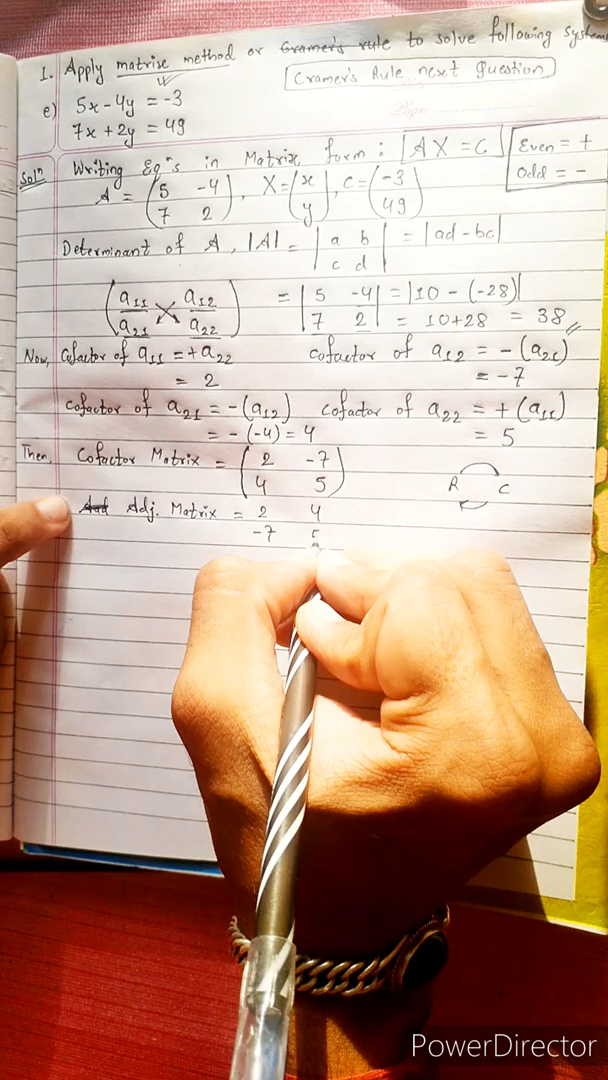 1. Apply matrix method or Cramer's rule to solve following systems
Cramer's Rule next Question
e) 5x - 4y = -3
7x + 2y = 49
Solⁿ Writing Eqⁿs in Matrix form : AX = C
Even = +
Odd = -
A = (5 -4), X = (x), C = (-3)
7 2 y 49
Determinant of A, |A| = | a b | = |ad - bc|
c d
(a₁₁ a₁₂) = | 5 -4 | = |10 - (-28)|
a₂₁ a₂₂ 7 2 = 10+28 = 38
Now, Cofactor of a₁₁ = + a₂₂ cofactor of a₁₂ = - (a₂₁)
= 2 = -7
cofactor of a₂₁ = - (a₁₂) cofactor of a₂₂ = + (a₁₁)
= - (-4) = 4 = 5
Then, Cofactor Matrix = (2 -7)
4 5
R C
Adj. Matrix = 2 4
-7 5
PowerDirector